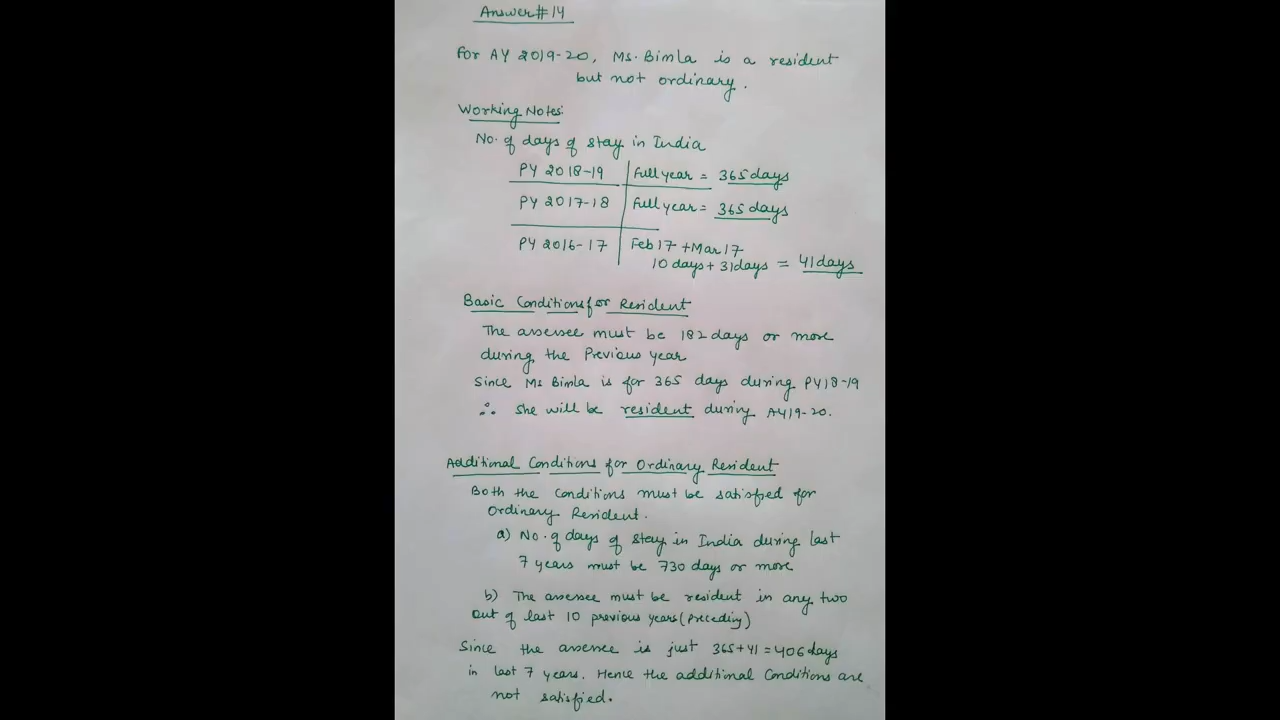 Answer# 14
For AY 2019-20, Ms. Bimla is a resident
but not ordinary.
Working Notes:
No. of days of stay in India
PY 2018-19 Full year = 365 days
PY 2017-18 Full year = 365 days
PY 2016-17 Feb 17 + Mar 17
10 days + 31 days = 41 days
Basic Conditions for Resident
The assessee must be 182 days or more
during the Previous year
Since Ms Bimla is for 365 days during PY18-19
∴ She will be resident during AY19-20.
Additional Conditions for Ordinary Resident
Both the conditions must be satisfied for
Ordinary Resident.
a) No. of days of stay in India during last
7 years must be 730 days or more
b) The assessee must be resident in any two
out of last 10 previous years (preceding)
Since the assessee is just 365+41=406 days
in last 7 years. Hence the additional Conditions are
not satisfied.